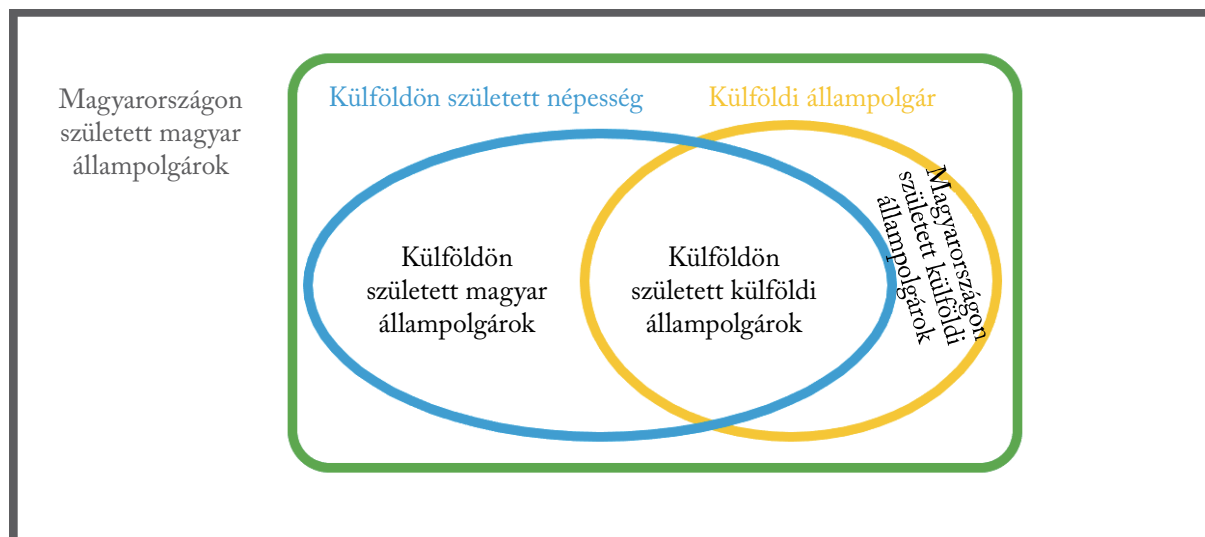 Magyarországon
született magyar
állampolgárok
Külföldön született népesség
Külföldi állampolgár
Külföldön
született magyar
állampolgárok
Külföldön
született külföldi
állampolgárok
Magyarországon
született külföldi
állampolgárok